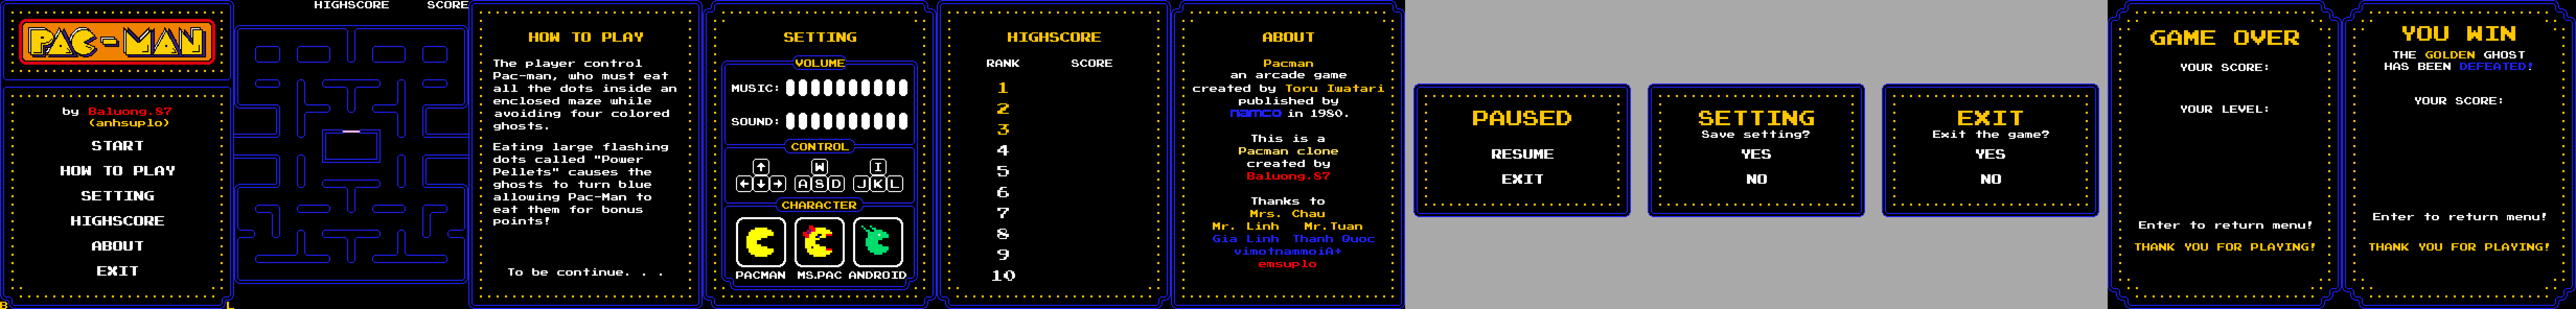 PAC-MAN
by Baluong.87
(anhsuplo)
START
HOW TO PLAY
SETTING
HIGHSCORE
ABOUT
EXIT
B
L
HIGHSCORE SCORE
HOW TO PLAY
The player control
Pac-man, who must eat
all the dots inside an
enclosed maze while
avoiding four colored
ghosts.
Eating large flashing
dots called "Power
Pellets" causes the
ghosts to turn blue
allowing Pac-Man to
eat them for bonus
points!
To be continue. . .
SETTING
VOLUME
MUSIC:
SOUND:
CONTROL
W I
A S D J K L
CHARACTER
PACMAN MS.PAC ANDROID
HIGHSCORE
RANK SCORE
1
2
3
4
5
6
7
8
9
10
ABOUT
Pacman
an arcade game
created by Toru Iwatari
published by
namco in 1980.
This is a
Pacman clone
created by
Baluong.87
Thanks to
Mrs. Chau
Mr. Linh Mr.Tuan
Gia Linh Thanh Quoc
vimotnammoiA+
emsuplo
PAUSED
RESUME
EXIT
SETTING
Save setting?
YES
NO
EXIT
Exit the game?
YES
NO
GAME OVER
YOUR SCORE:
YOUR LEVEL:
Enter to return menu!
THANK YOU FOR PLAYING!
YOU WIN
THE GOLDEN GHOST
HAS BEEN DEFEATED!
YOUR SCORE:
Enter to return menu!
THANK YOU FOR PLAYING!